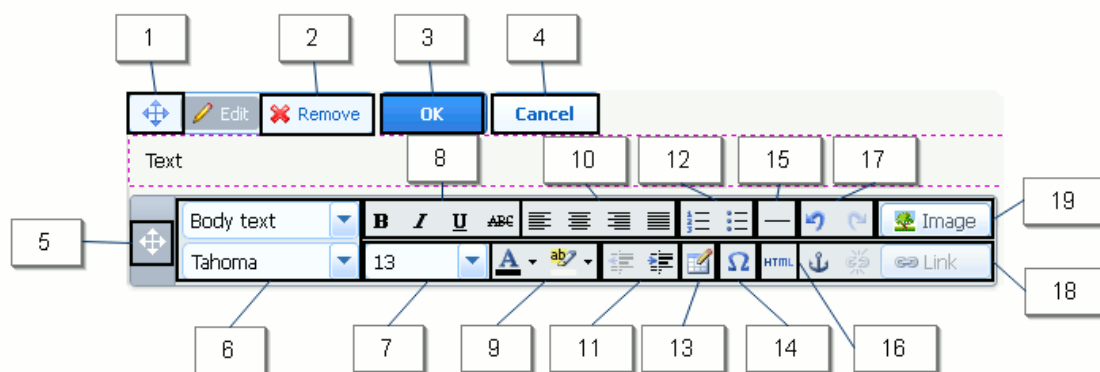 1 2 3 4
Edit Remove OK Cancel
Text
8 10 12 15 17
19
5
Body text B I U ABC Image
Tahoma 13 A ab Ω HTML Link
18
6 7 9 11 13 14 16